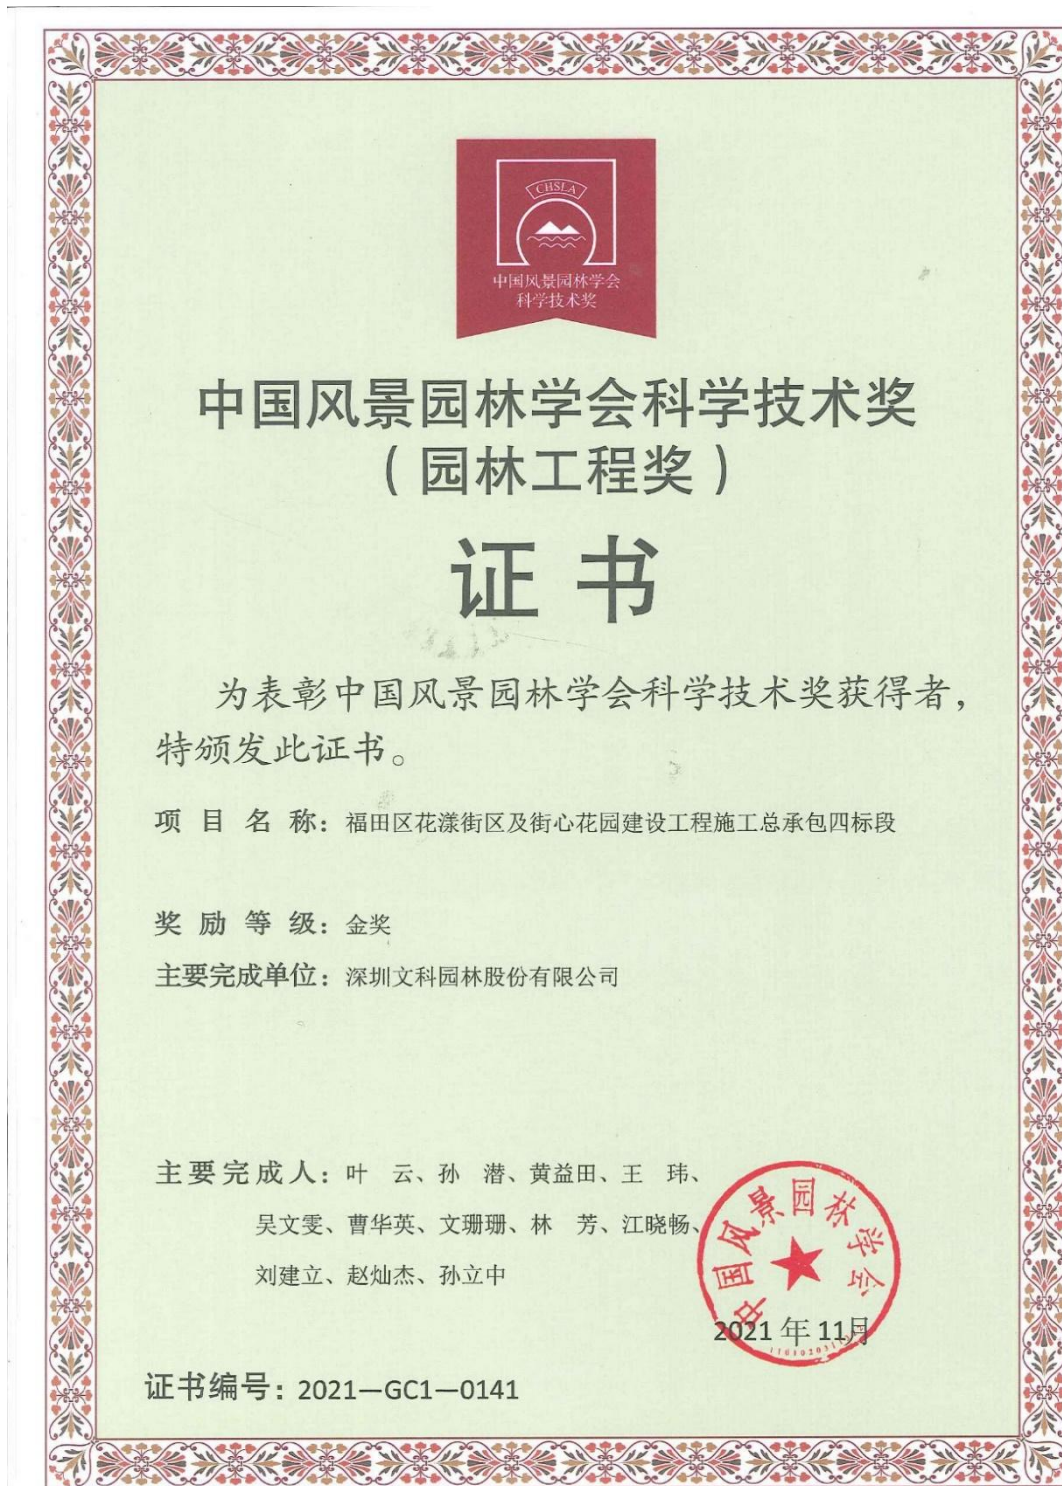 CHSLA
中国风景园林学会
科学技术奖
中国风景园林学会科学技术奖
（园林工程奖）
证 书
为表彰中国风景园林学会科学技术奖获得者，
特颁发此证书。
项 目 名 称：福田区花漾街区及街心花园建设工程施工总承包四标段
奖 励 等 级：金奖
主要完成单位：深圳文科园林股份有限公司
主要完成人：叶 云、孙 潜、黄益田、王 玮、
吴文雯、曹华英、文珊珊、林 芳、江晓畅、
刘建立、赵灿杰、孙立中
中国风景园林学会
2021 年 11月
证书编号：2021—GC1—0141